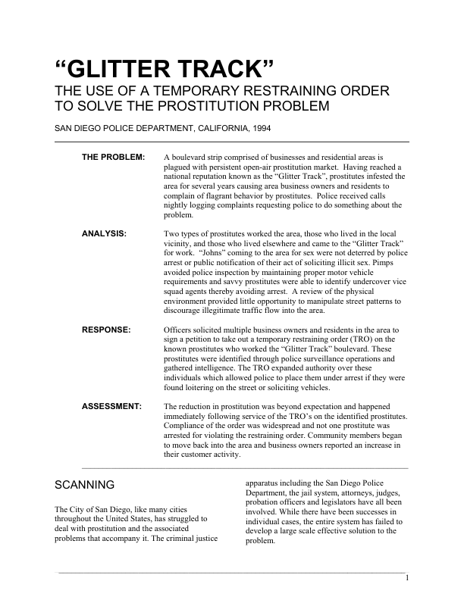 “GLITTER TRACK”
THE USE OF A TEMPORARY RESTRAINING ORDER
TO SOLVE THE PROSTITUTION PROBLEM
SAN DIEGO POLICE DEPARTMENT, CALIFORNIA, 1994
THE PROBLEM:
A boulevard strip comprised of businesses and residential areas is
plagued with persistent open-air prostitution market. Having reached a
national reputation known as the “Glitter Track”, prostitutes infested the
area for several years causing area business owners and residents to
complain of flagrant behavior by prostitutes. Police received calls
nightly logging complaints requesting police to do something about the
problem.
ANALYSIS:
Two types of prostitutes worked the area, those who lived in the local
vicinity, and those who lived elsewhere and came to the “Glitter Track”
for work. “Johns” coming to the area for sex were not deterred by police
arrest or public notification of their act of soliciting illicit sex. Pimps
avoided police inspection by maintaining proper motor vehicle
requirements and savvy prostitutes were able to identify undercover vice
squad agents thereby avoiding arrest. A review of the physical
environment provided little opportunity to manipulate street patterns to
discourage illegitimate traffic flow into the area.
RESPONSE:
Officers solicited multiple business owners and residents in the area to
sign a petition to take out a temporary restraining order (TRO) on the
known prostitutes who worked the “Glitter Track” boulevard. These
prostitutes were identified through police surveillance operations and
gathered intelligence. The TRO expanded authority over these
individuals which allowed police to place them under arrest if they were
found loitering on the street or soliciting vehicles.
ASSESSMENT:
The reduction in prostitution was beyond expectation and happened
immediately following service of the TRO’s on the identified prostitutes.
Compliance of the order was widespread and not one prostitute was
arrested for violating the restraining order. Community members began
to move back into the area and business owners reported an increase in
their customer activity.
SCANNING
The City of San Diego, like many cities
throughout the United States, has struggled to
deal with prostitution and the associated
problems that accompany it. The criminal justice
apparatus including the San Diego Police
Department, the jail system, attorneys, judges,
probation officers and legislators have all been
involved. While there have been successes in
individual cases, the entire system has failed to
develop a large scale effective solution to the
problem.
1